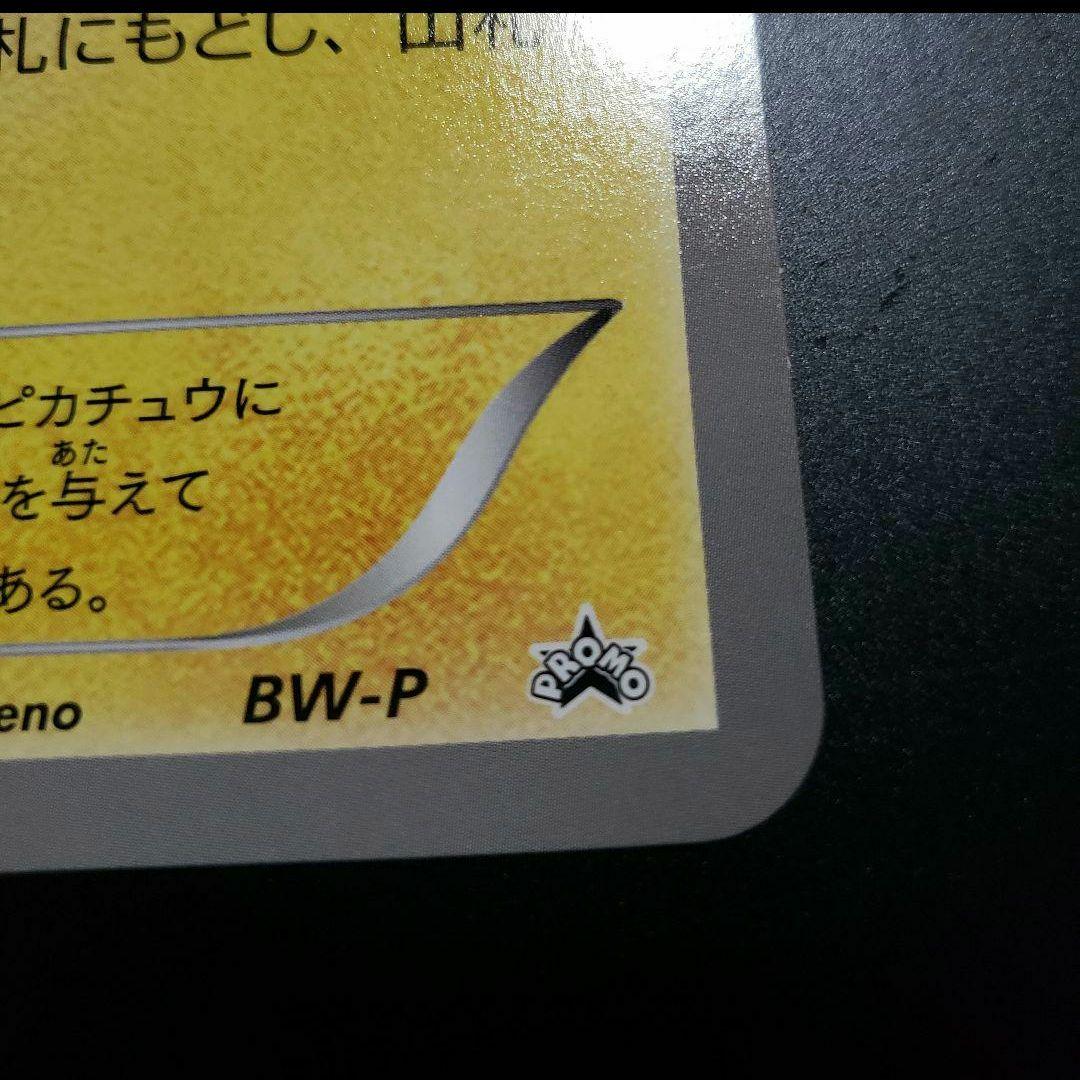 札にもどし、山札
ピカチュウに
を与えて
あた
ある。
eno
BW-P
PROMO